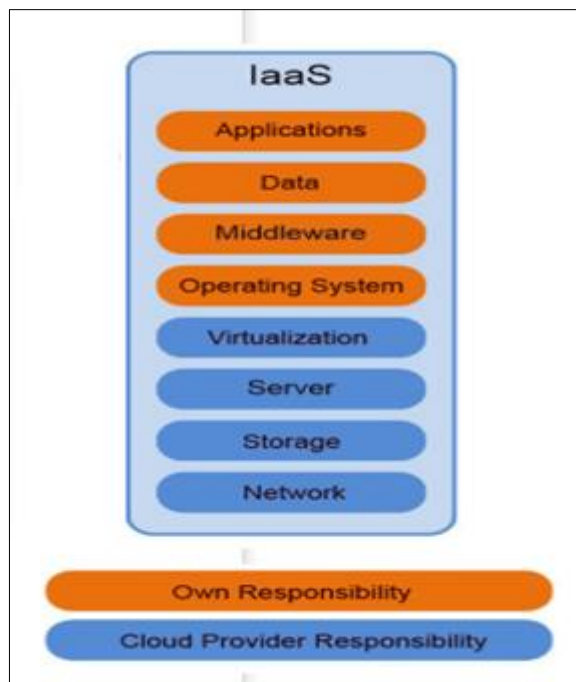 IaaS
Applications
Data
Middleware
Operating System
Virtualization
Server
Storage
Network
Own Responsibility
Cloud Provider Responsibility